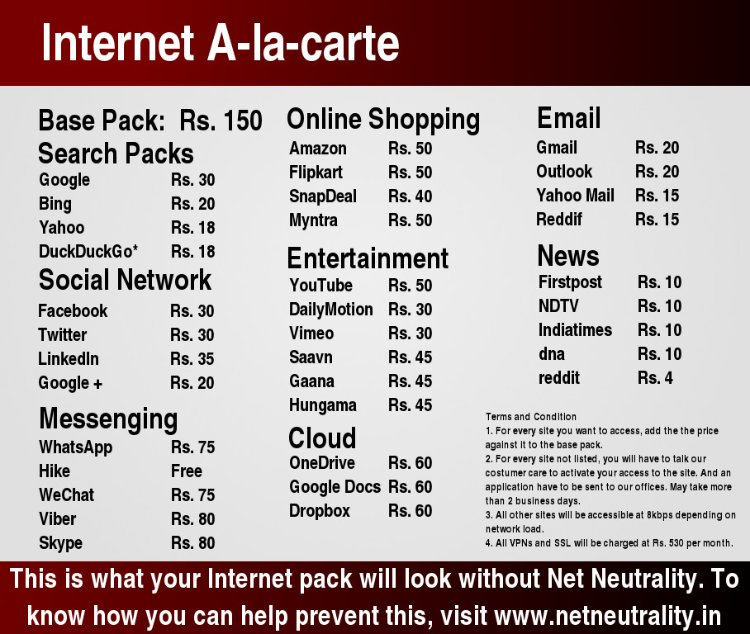 Internet A-la-carte
Base Pack: Rs. 150
Search Packs
Google Rs. 30
Bing Rs. 20
Yahoo Rs. 18
DuckDuckGo* Rs. 18
Social Network
Facebook Rs. 30
Twitter Rs. 30
LinkedIn Rs. 35
Google + Rs. 20
Messenging
WhatsApp Rs. 75
Hike Free
WeChat Rs. 75
Viber Rs. 80
Skype Rs. 80
Online Shopping
Amazon Rs. 50
Flipkart Rs. 50
SnapDeal Rs. 40
Myntra Rs. 50
Entertainment
YouTube Rs. 50
DailyMotion Rs. 30
Vimeo Rs. 30
Saavn Rs. 45
Gaana Rs. 45
Hungama Rs. 45
Cloud
OneDrive Rs. 60
Google Docs Rs. 60
Dropbox Rs. 60
Email
Gmail Rs. 20
Outlook Rs. 20
Yahoo Mail Rs. 15
Reddif Rs. 15
News
Firstpost Rs. 10
NDTV Rs. 10
Indiatimes Rs. 10
dna Rs. 10
reddit Rs. 4
Terms and Condition
1. For every site you want to access, add the the price
against it to the base pack.
2. For every site not listed, you will have to talk our
costumer care to activate your access to the site. And an
application have to be sent to our offices. May take more
than 2 business days.
3. All other sites will be accessible at 8kbps depending on
network load.
4. All VPNs and SSL will be charged at Rs. 530 per month.
This is what your Internet pack will look without Net Neutrality. To
know how you can help prevent this, visit www.netneutrality.in